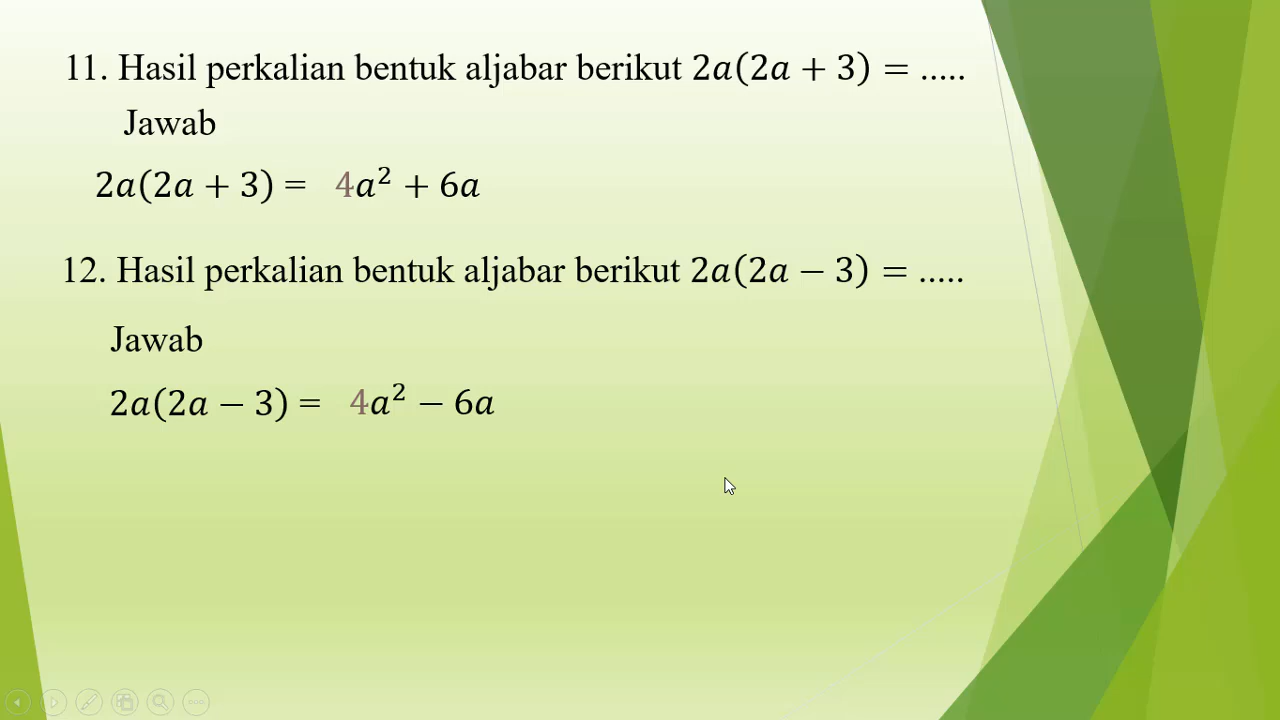 11. Hasil perkalian bentuk aljabar berikut 2𝑎(2𝑎 + 3) = .....
Jawab
2𝑎(2𝑎 + 3) = 4𝑎² + 6𝑎
12. Hasil perkalian bentuk aljabar berikut 2𝑎(2𝑎 − 3) = .....
Jawab
2𝑎(2𝑎 − 3) = 4𝑎² − 6𝑎